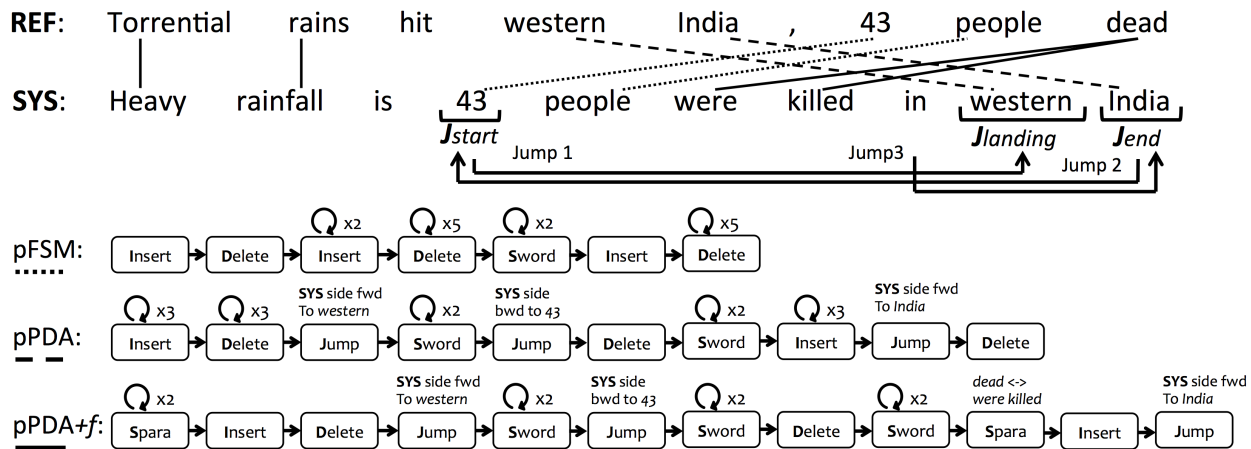 REF: Torrential rains hit western India , 43 people dead
SYS: Heavy rainfall is 43 people were killed in western India
Jstart Jlanding Jend
Jump 1 Jump3 Jump 2
x2 x5 x2 x5
pFSM: Insert Delete Insert Delete Sword Insert Delete
x3 x3 SYS side fwd To western x2 SYS side bwd to 43 x2 x3 SYS side fwd To India
pPDA: Insert Delete Jump Sword Jump Delete Sword Insert Jump Delete
x2 SYS side fwd To western x2 SYS side bwd to 43 x2 x2 dead <-> were killed SYS side fwd To India
pPDA+f: Spara Insert Delete Jump Sword Jump Sword Delete Sword Spara Insert Jump